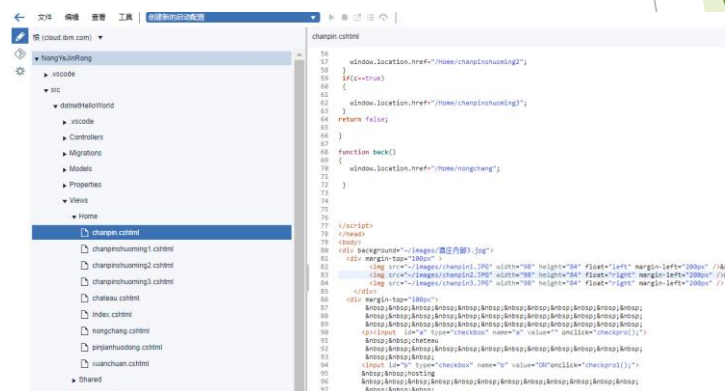 文件 编辑 查看 工具 创建新的启动配置
(cloud.ibm.com)
NongYeJinRong
.vscode
src
dotnetHelloWorld
.vscode
Controllers
Migrations
Models
Properties
Views
Home
chanpin.cshtml
chanpinshuoming1.cshtml
chanpinshuoming2.cshtml
chanpinshuoming3.cshtml
chateau.cshtml
Index.cshtml
nongchang.cshtml
pinjianhuodong.cshtml
xuanchuan.cshtml
Shared
chanpin.cshtml
56
57 window.location.href="/Home/chanpinshuoming2";
58 }
59 if(c==true)
60 {
61
62 window.location.href="/Home/chanpinshuoming3";
63 }
64 return false;
65
66 }
67
68 function back()
69 {
70 window.location.href="/Home/nongchang";
71
72 }
73
74
75
76
77 </script>
78 </head>
79 <body>
80 <div background="~/images/酒庄内部3.jpg">
81 <div margin-top="100px" >
82 <img src="~/images/chanpin1.JPG" width="98" height="84" float="left" margin-left="200px" />&
83 <img src="~/images/chanpin2.JPG" width="98" height="84" float="right" margin-left="200px" />
84 <img src="~/images/chanpin3.JPG" width="98" height="84" float="right" margin-left="200px" />
85 </div>
86 <div margin-top="100px">
87 &nbsp;&nbsp;&nbsp;&nbsp;&nbsp;&nbsp;&nbsp;&nbsp;&nbsp;&nbsp;&nbsp;&nbsp;&nbsp;
88 &nbsp;&nbsp;&nbsp;&nbsp;&nbsp;&nbsp;&nbsp;&nbsp;&nbsp;&nbsp;&nbsp;&nbsp;&nbsp;
89 &nbsp;&nbsp;&nbsp;&nbsp;&nbsp;&nbsp;&nbsp;&nbsp;&nbsp;&nbsp;&nbsp;&nbsp;&nbsp;
90 <p><input id="a" type="checkbox" name="a" value="" onclick="checkpro();">
91 &nbsp;&nbsp;chateau
92 &nbsp;&nbsp;&nbsp;&nbsp;&nbsp;&nbsp;&nbsp;&nbsp;&nbsp;&nbsp;&nbsp;&nbsp;
93 &nbsp;&nbsp;&nbsp;
94 <input id="b" type="checkbox" name="b" value="ON"onclick="checkpro1();">
95 &nbsp;&nbsp;hosting
96 &nbsp;&nbsp;&nbsp;&nbsp;&nbsp;&nbsp;&nbsp;&nbsp;&nbsp;&nbsp;&nbsp;&nbsp;&nbsp;
97 &nbsp;&nbsp;&nbsp;